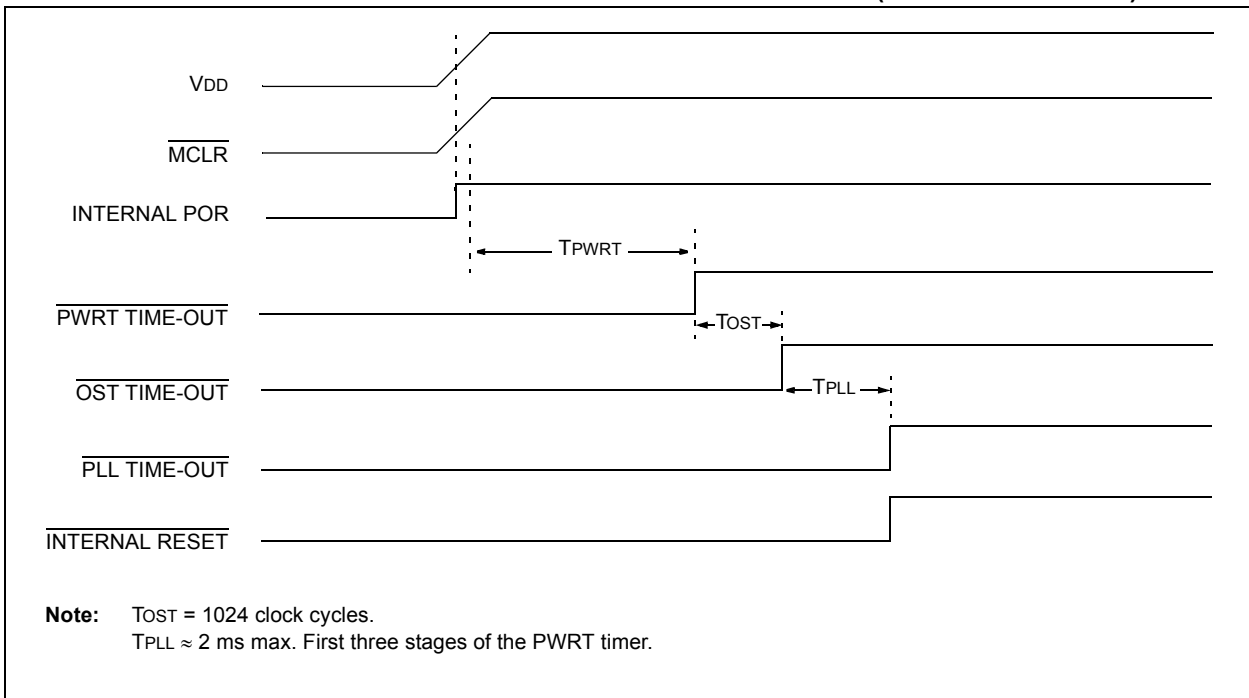 VDD
MCLR
INTERNAL POR
TPWRT
PWRT TIME-OUT
TOST
OST TIME-OUT
TPLL
PLL TIME-OUT
INTERNAL RESET
Note: TOST = 1024 clock cycles.
TPLL ≈ 2 ms max. First three stages of the PWRT timer.